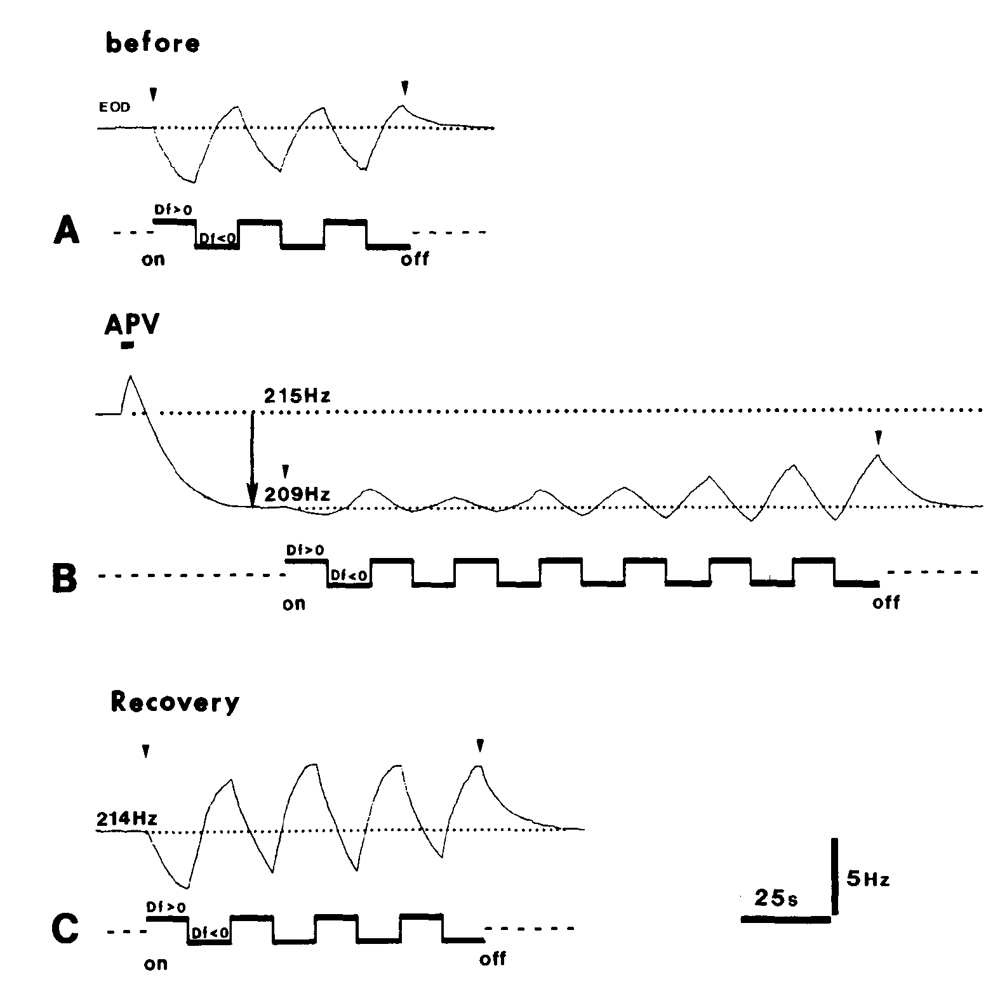 before
EOD
Df>0
A
Df<0
on
off
APV
215Hz
209Hz
Df>0
B
Df<0
on
off
Recovery
214Hz
5Hz
25s
Df>0
C
Df<0
on
off